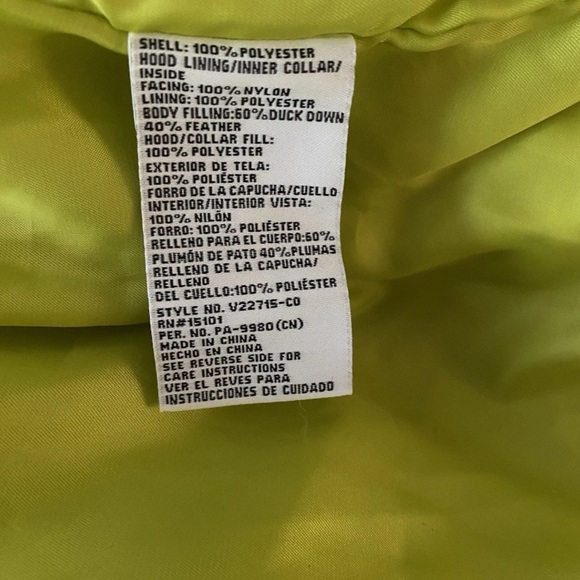 SHELL: 100% POLYESTER
HOOD LINING/INNER COLLAR/
INSIDE
FACING: 100% NYLON
LINING: 100% POLYESTER
BODY FILLING:60% DUCK DOWN
40% FEATHER
HOOD/COLLAR FILL:
100% POLYESTER
EXTERIOR DE TELA:
100% POLIÉSTER
FORRO DE LA CAPUCHA/CUELLO
INTERIOR/INTERIOR VISTA:
100% NILÓN
FORRO: 100% POLIÉSTER
RELLENO PARA EL CUERPO:60%
PLUMÓN DE PATO 40%PLUMAS
RELLENO DE LA CAPUCHA/
RELLENO
DEL CUELLO:100% POLIÉSTER
STYLE NO. V22715-CO
RN#15101
PER. NO. PA-9980 (CN)
MADE IN CHINA
HECHO EN CHINA
SEE REVERSE SIDE FOR
CARE INSTRUCTIONS
VER EL REVES PARA
INSTRUCCIONES DE CUIDADO